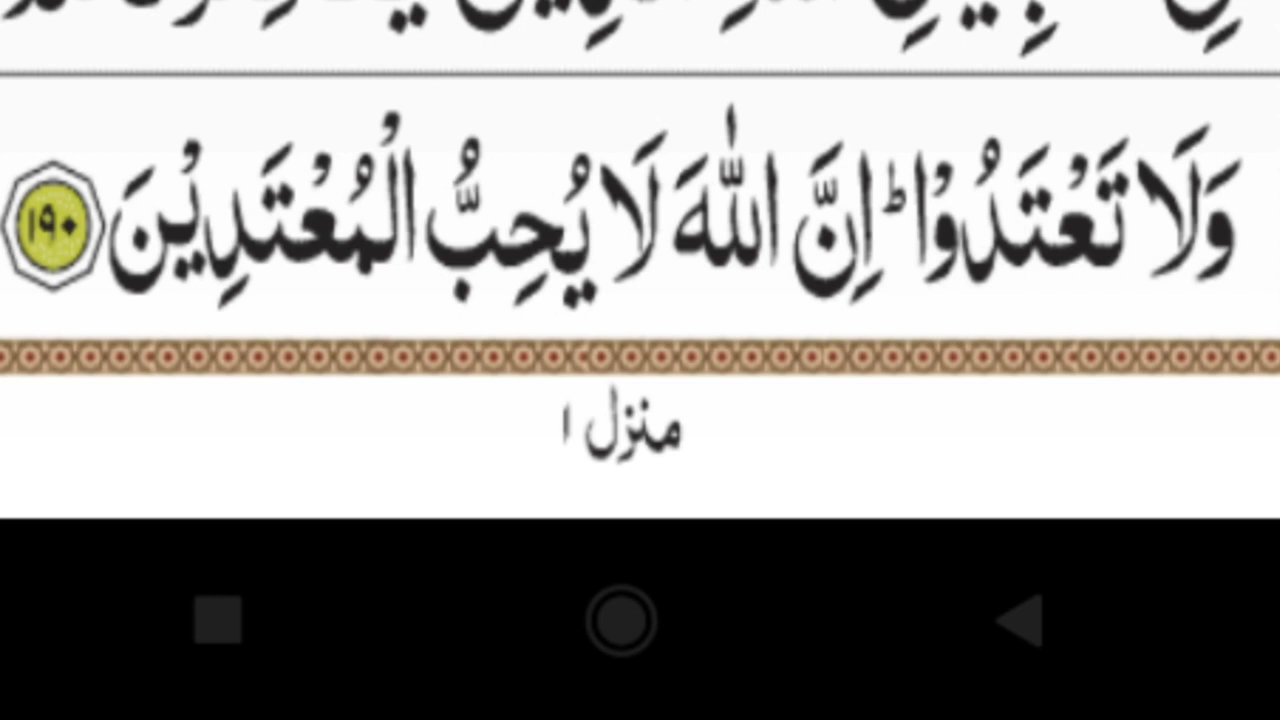 وَلَا تَعْتَدُوْا ؕ اِنَّ اللّٰهَ لَا يُحِبُّ الْمُعْتَدِيْنَ ۱۹۰
منزل ۱